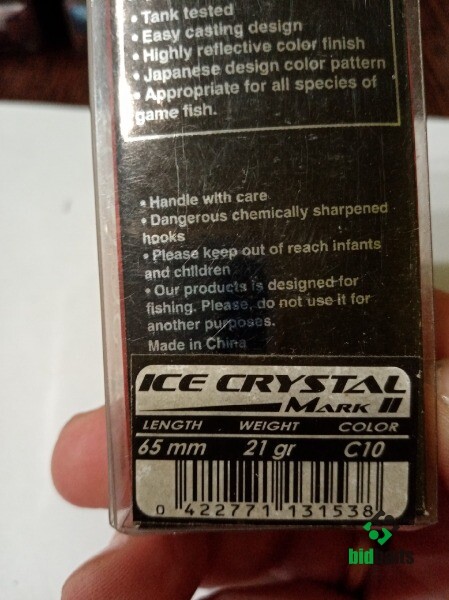 • Tank tested
• Easy casting design
• Highly reflective color finish
• Japanese design color pattern
• Appropriate for all species of
game fish.
• Handle with care
• Dangerous chemically sharpened
hooks
• Please keep out of reach infants
and children
• Our products is designed for
fishing. Please, do not use it for
another purposes.
Made in China
ICE CRYSTAL
MARK II
LENGTH WEIGHT COLOR
65 mm 21 gr C10
0 422771 131538
bidbaits